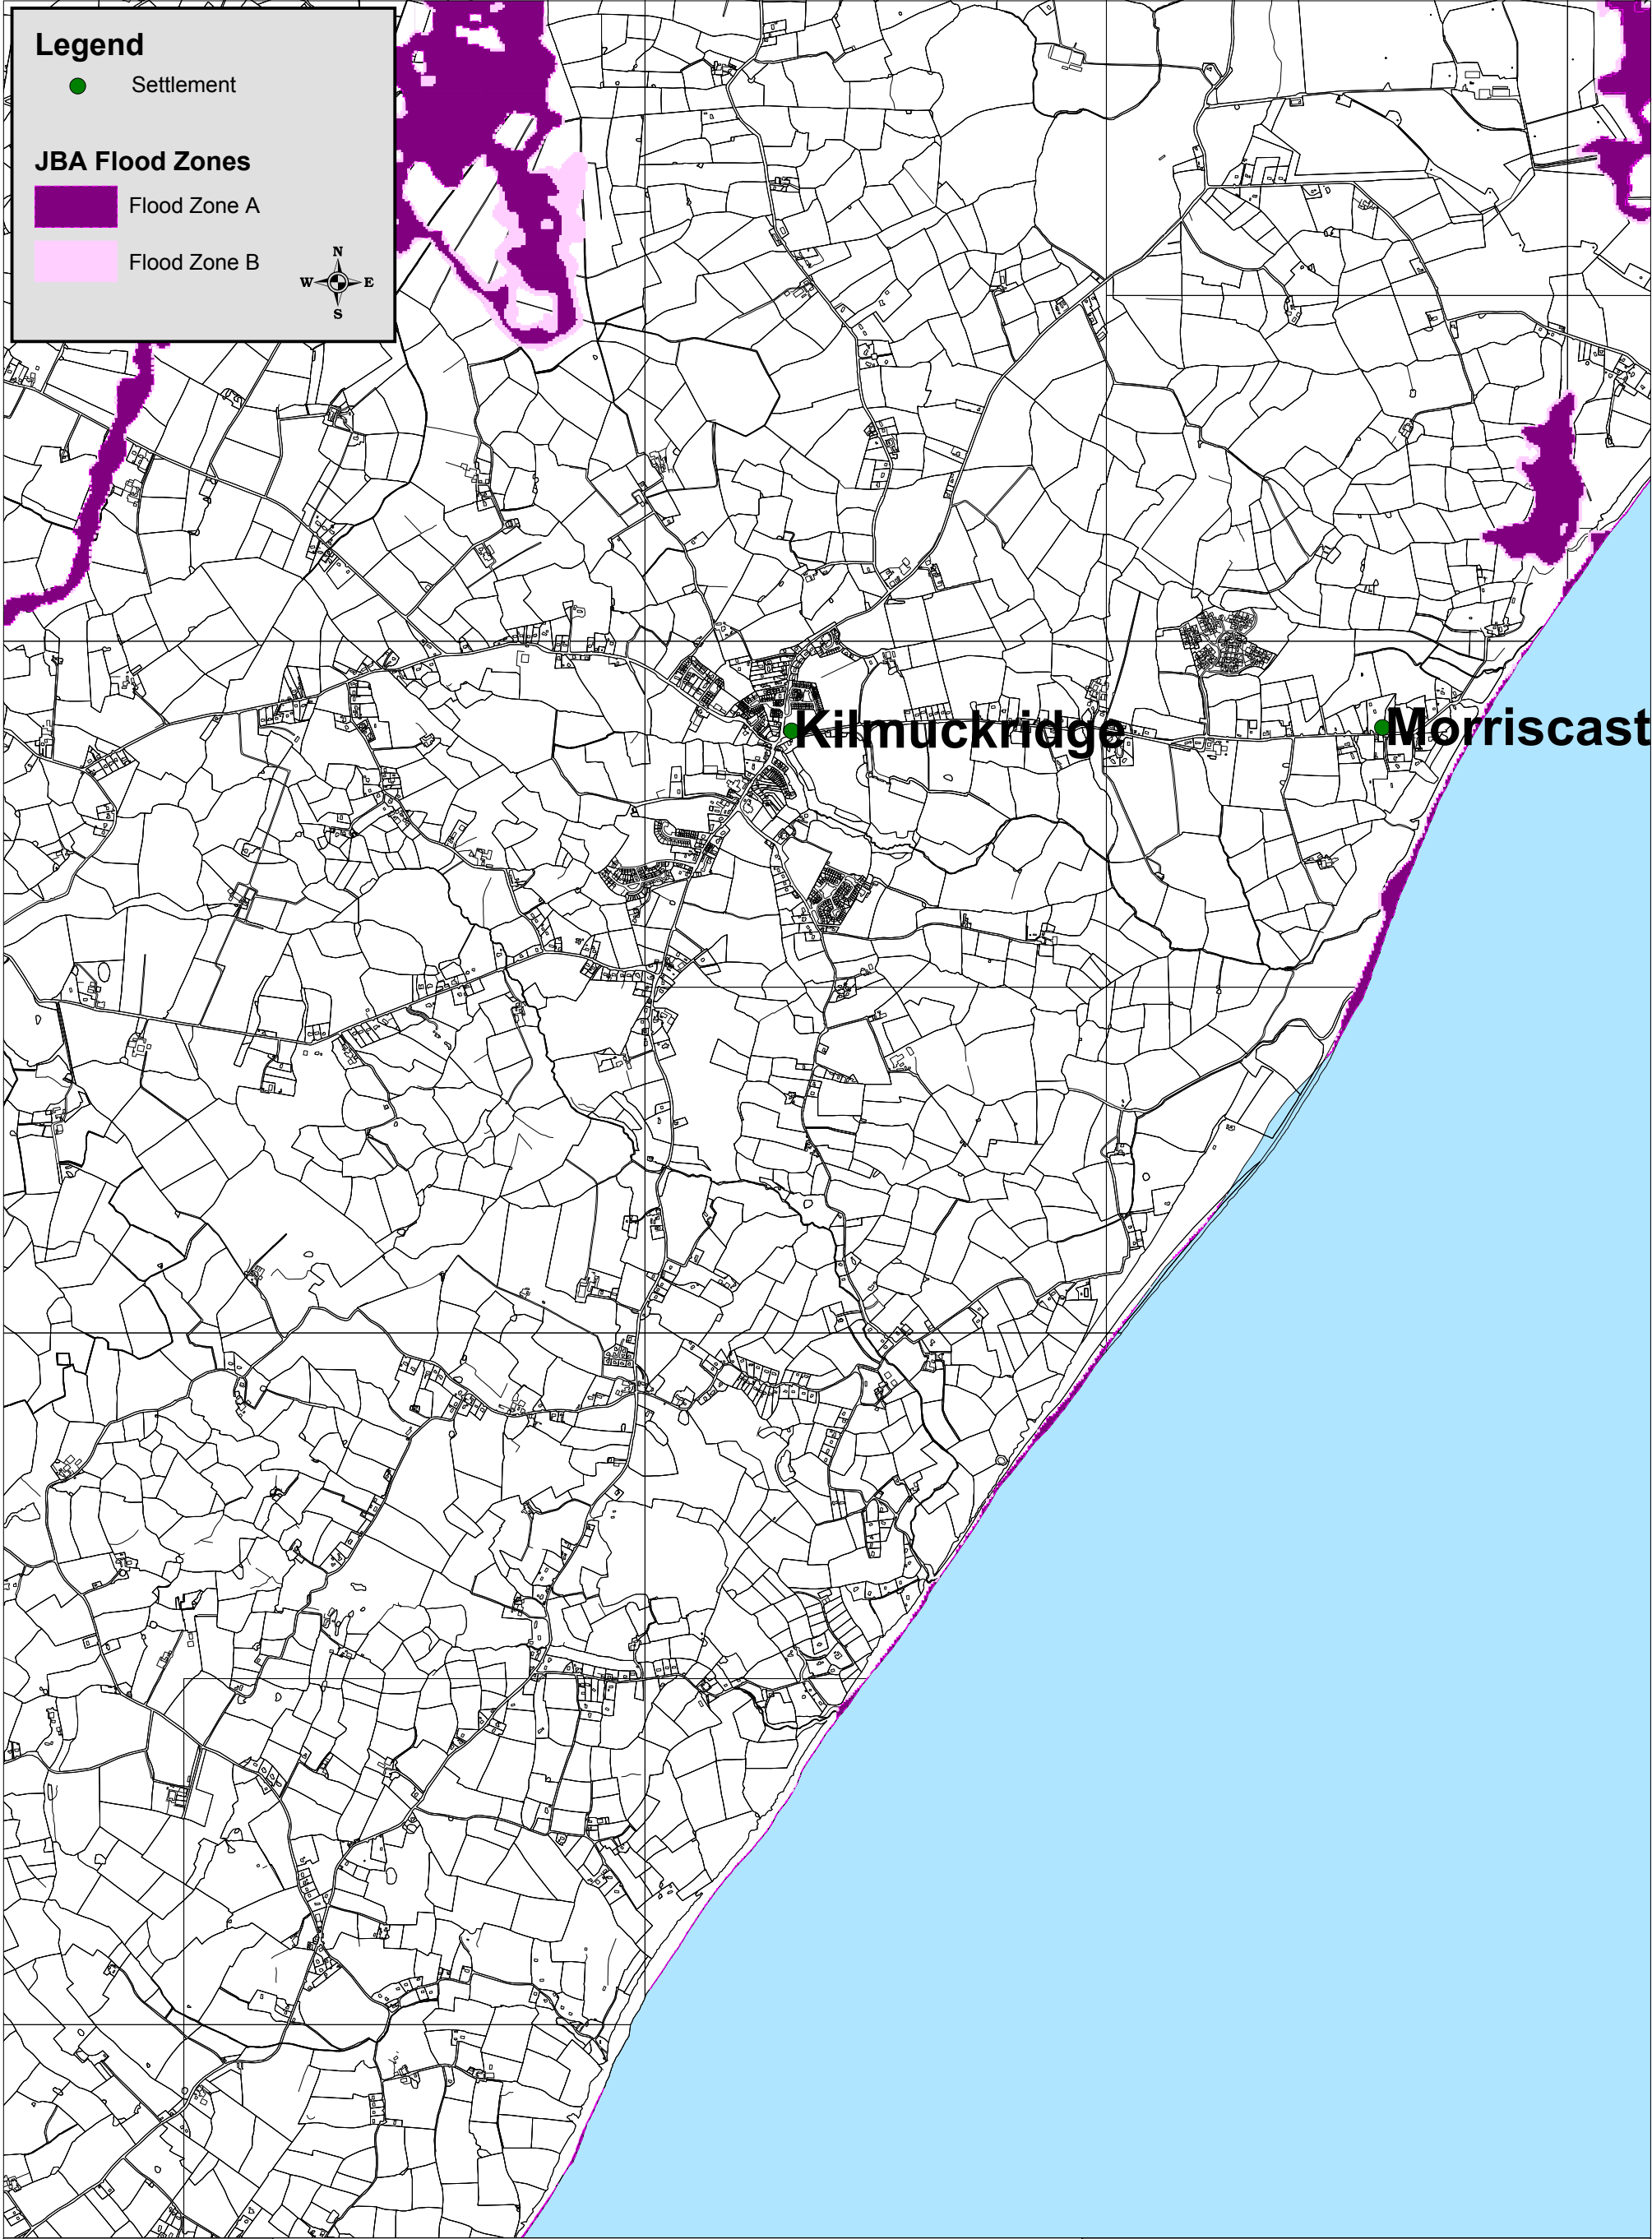 Legend
Settlement
JBA Flood Zones
Flood Zone A
Flood Zone B
N
W E
S
Kilmuckridge
Morriscast